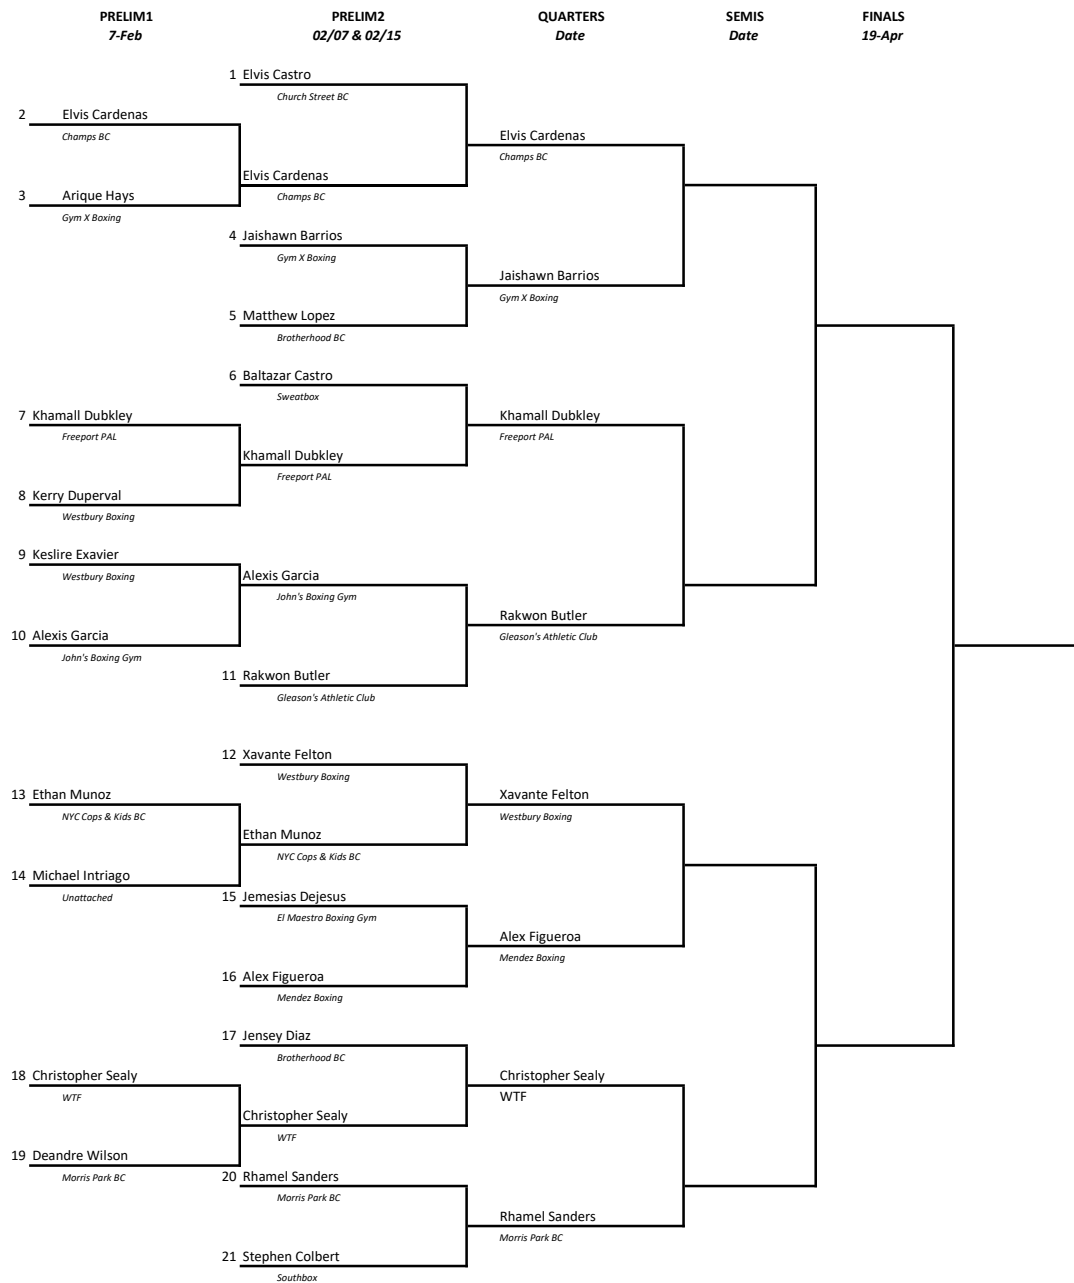 PRELIM1 PRELIM2 QUARTERS SEMIS FINALS
7-Feb 02/07 & 02/15 Date Date 19-Apr
1 Elvis Castro
Church Street BC
2 Elvis Cardenas
Champs BC
Elvis Cardenas
Champs BC
Elvis Cardenas
Champs BC
3 Arique Hays
Gym X Boxing
4 Jaishawn Barrios
Gym X Boxing
Jaishawn Barrios
Gym X Boxing
5 Matthew Lopez
Brotherhood BC
6 Baltazar Castro
Sweatbox
7 Khamall Dubkley
Freeport PAL
Khamall Dubkley
Freeport PAL
Khamall Dubkley
Freeport PAL
8 Kerry Duperval
Westbury Boxing
9 Keslire Exavier
Westbury Boxing
Alexis Garcia
John's Boxing Gym
Rakwon Butler
Gleason's Athletic Club
10 Alexis Garcia
John's Boxing Gym
11 Rakwon Butler
Gleason's Athletic Club
12 Xavante Felton
Westbury Boxing
13 Ethan Munoz
NYC Cops & Kids BC
Xavante Felton
Westbury Boxing
Ethan Munoz
NYC Cops & Kids BC
14 Michael Intriago
Unattached
15 Jemesias Dejesus
El Maestro Boxing Gym
Alex Figueroa
Mendez Boxing
16 Alex Figueroa
Mendez Boxing
17 Jensey Diaz
Brotherhood BC
18 Christopher Sealy
WTF
Christopher Sealy
WTF
Christopher Sealy
WTF
19 Deandre Wilson
Morris Park BC
20 Rhamel Sanders
Morris Park BC
Rhamel Sanders
Morris Park BC
21 Stephen Colbert
Southbox